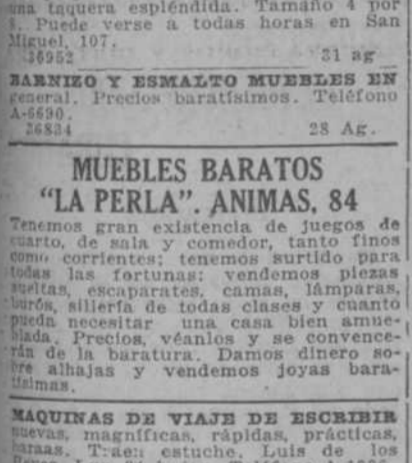 una taquera espléndida. Tamaño 4 por
8. Puede verse a todas horas en San
Miguel, 107.
36952 31 ag
BARNIZO Y ESMALTO MUEBLES EN
general. Precios baratísimos. Teléfono
A-6690.
36834 28 Ag.
MUEBLES BARATOS
"LA PERLA". ANIMAS, 84
Tenemos gran existencia de juegos de
cuarto, de sala y comedor, tanto finos
como corrientes; tenemos surtido para
todas las fortunas; vendemos piezas
sueltas, escaparates, camas, lámparas,
burós, sillería de todas clases y cuanto
pueda necesitar una casa bien amue-
blada. Precios, véanlos y se convence-
rán de la baratura. Damos dinero so-
bre alhajas y vendemos joyas bara-
tísimas.
MAQUINAS DE VIAJE DE ESCRIBIR
nuevas, magníficas, rápidas, prácticas,
Traen estuche. Luis de los